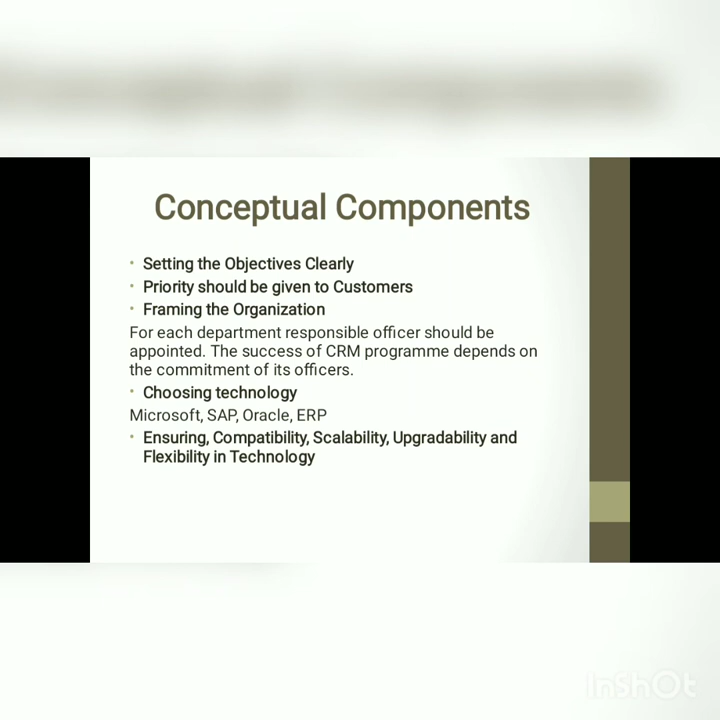 Conceptual Components
• Setting the Objectives Clearly
• Priority should be given to Customers
• Framing the Organization
For each department responsible officer should be
appointed. The success of CRM programme depends on
the commitment of its officers.
• Choosing technology
Microsoft, SAP, Oracle, ERP
• Ensuring, Compatibility, Scalability, Upgradability and
Flexibility in Technology
InShOt